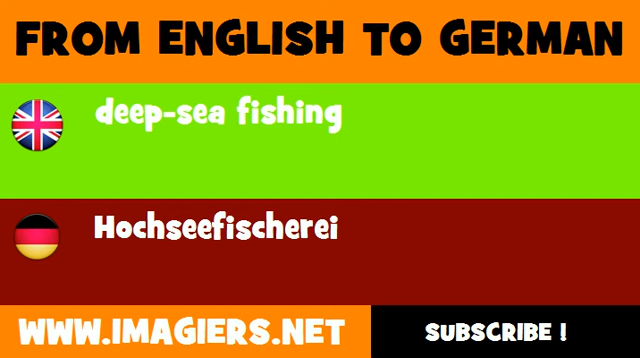 FROM ENGLISH TO GERMAN
deep-sea fishing
Hochseefischerei
WWW.IMAGIERS.NET
SUBSCRIBE !